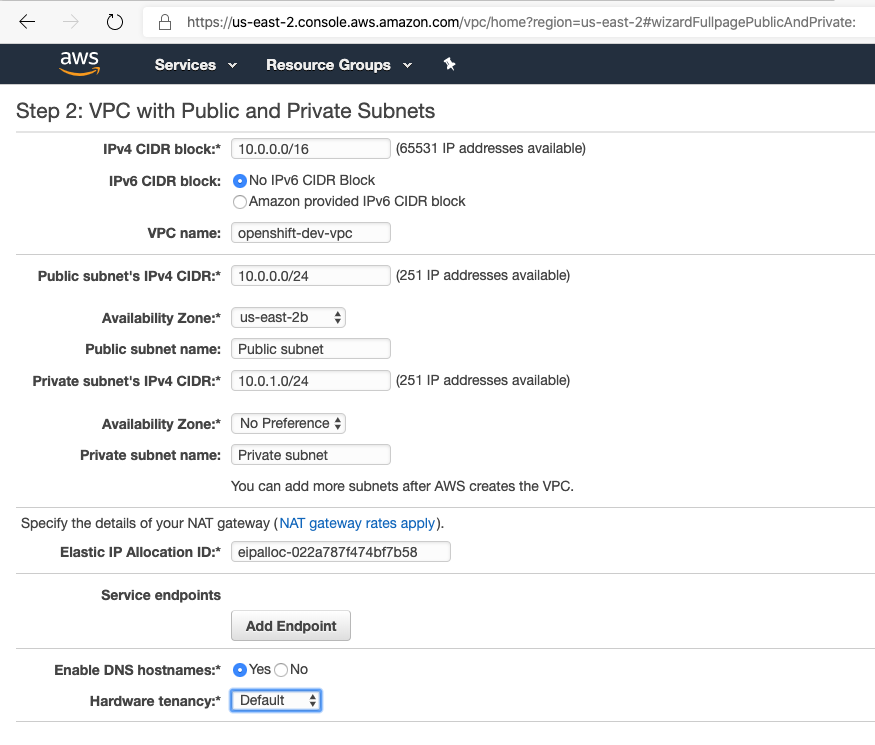 https://us-east-2.console.aws.amazon.com/vpc/home?region=us-east-2#wizardFullpagePublicAndPrivate:
aws Services Resource Groups
Step 2: VPC with Public and Private Subnets
IPv4 CIDR block:* 10.0.0.0/16 (65531 IP addresses available)
IPv6 CIDR block: No IPv6 CIDR Block
Amazon provided IPv6 CIDR block
VPC name: openshift-dev-vpc
Public subnet's IPv4 CIDR:* 10.0.0.0/24 (251 IP addresses available)
Availability Zone:* us-east-2b
Public subnet name: Public subnet
Private subnet's IPv4 CIDR:* 10.0.1.0/24 (251 IP addresses available)
Availability Zone:* No Preference
Private subnet name: Private subnet
You can add more subnets after AWS creates the VPC.
Specify the details of your NAT gateway (NAT gateway rates apply).
Elastic IP Allocation ID:* eipalloc-022a787f474bf7b58
Service endpoints
Add Endpoint
Enable DNS hostnames:* Yes No
Hardware tenancy:* Default